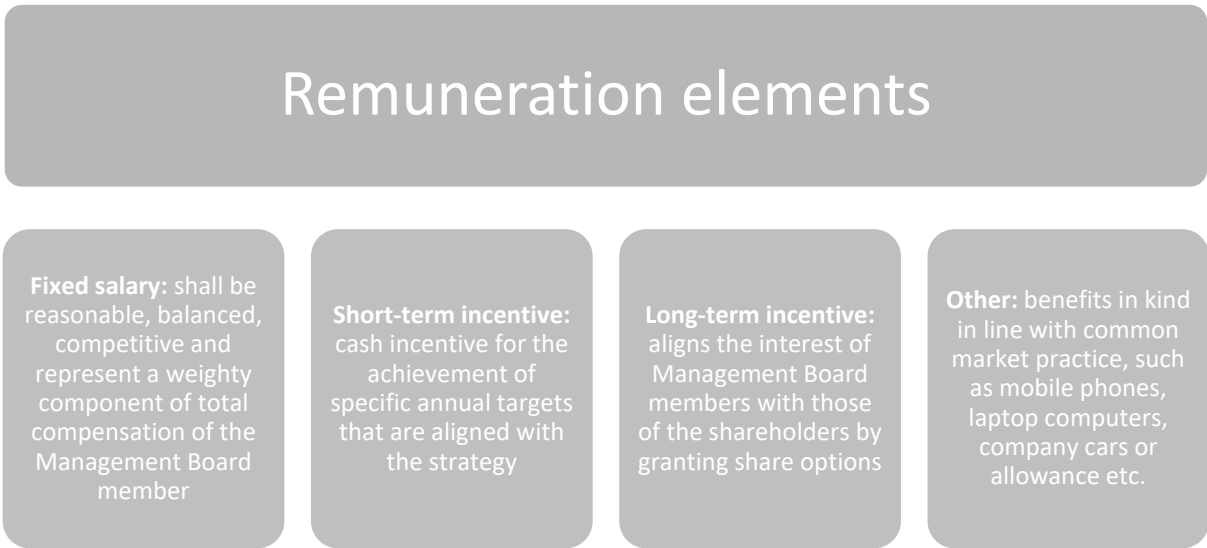 Remuneration elements
Fixed salary: shall be
reasonable, balanced,
competitive and
represent a weighty
component of total
compensation of the
Management Board
member
Short-term incentive:
cash incentive for the
achievement of
specific annual targets
that are aligned with
the strategy
Long-term incentive:
aligns the interest of
Management Board
members with those
of the shareholders by
granting share options
Other: benefits in kind
in line with common
market practice, such
as mobile phones,
laptop computers,
company cars or
allowance etc.